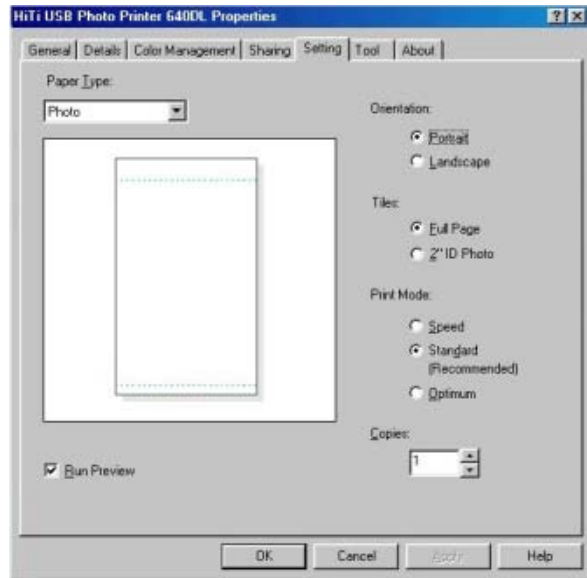 HiTi USB Photo Printer 640DL Properties
General Details Color Management Sharing Setting Tool About
Paper Type:
Photo
Orientation:
Portrait
Landscape
Tiles:
Full Page
2" ID Photo
Print Mode:
Speed
Standard
(Recommended)
Optimum
Copies:
1
Run Preview
OK Cancel Apply Help